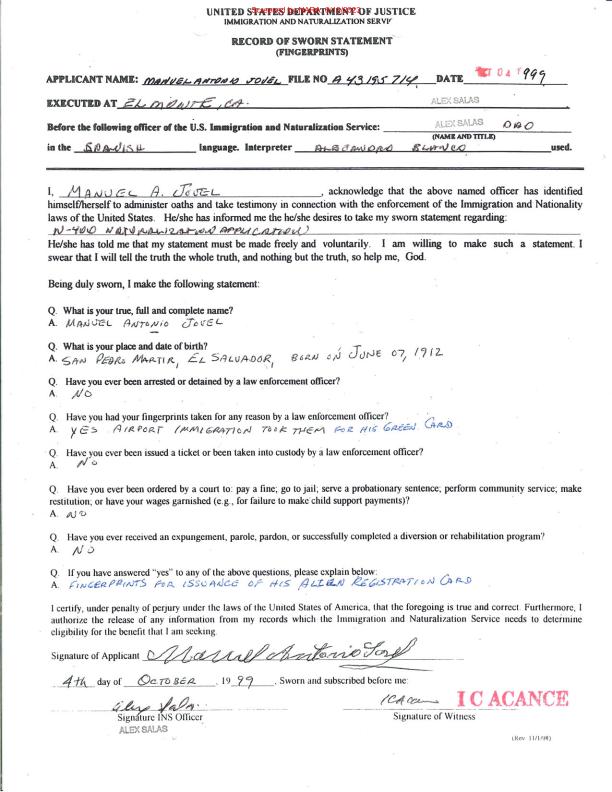 UNITED STATES DEPARTMENT OF JUSTICE
IMMIGRATION AND NATURALIZATION SERV
RECORD OF SWORN STATEMENT
(FINGERPRINTS)
APPLICANT NAME: MANUEL ANTONIO JOVEL FILE NO A 43 195 714 DATE OCT 04 1999
EXECUTED AT EL MONTE, CA. ALEX SALAS
Before the following officer of the U.S. Immigration and Naturalization Service: ALEX SALAS DAO
(NAME AND TITLE)
in the SPANISH language. Interpreter ALEJANDRO BLANCO used.
I, MANUEL A. JOVEL, acknowledge that the above named officer has identified
himself/herself to administer oaths and take testimony in connection with the enforcement of the Immigration and Nationality
laws of the United States. He/she has informed me the he/she desires to take my sworn statement regarding:
N-400 NATURALIZATION APPLICATION
He/she has told me that my statement must be made freely and voluntarily. I am willing to make such a statement. I
swear that I will tell the truth the whole truth, and nothing but the truth, so help me, God.
Being duly sworn, I make the following statement:
Q. What is your true, full and complete name?
A. MANUEL ANTONIO JOVEL
Q. What is your place and date of birth?
A. SAN PEDRO MARTIR, EL SALVADOR, BORN ON JUNE 07, 1912
Q. Have you ever been arrested or detained by a law enforcement officer?
A. NO
Q. Have you had your fingerprints taken for any reason by a law enforcement officer?
A. YES AIRPORT IMMIGRATION TOOK THEM FOR HIS GREEN CARD
Q. Have you ever been issued a ticket or been taken into custody by a law enforcement officer?
A. NO
Q. Have you ever been ordered by a court to: pay a fine; go to jail; serve a probationary sentence; perform community service; make
restitution; or have your wages garnished (e.g., for failure to make child support payments)?
A. NO
Q. Have you ever received an expungement, parole, pardon, or successfully completed a diversion or rehabilitation program?
A. NO
Q. If you have answered "yes" to any of the above questions, please explain below:
A. FINGERPRINTS FOR ISSUANCE OF HIS ALIEN REGISTRATION CARD
I certify, under penalty of perjury under the laws of the United States of America, that the foregoing is true and correct. Furthermore, I
authorize the release of any information from my records which the Immigration and Naturalization Service needs to determine
eligibility for the benefit that I am seeking.
Signature of Applicant Manuel Antonio Jovel
4th day of OCTOBER, 1999. Sworn and subscribed before me:
Alex Salas I C ACANCE
Signature INS Officer Signature of Witness
ALEX SALAS
(Rev 11/1/98)